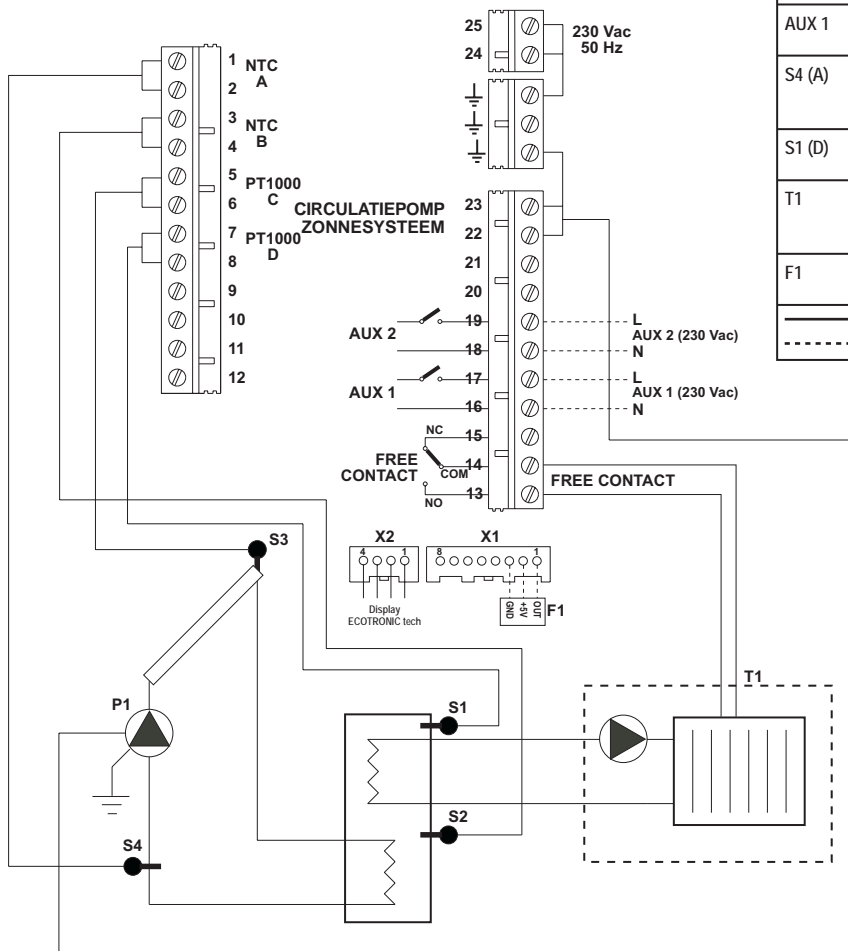 25
24
230 Vac
50 Hz
AUX 1
S4 (A)
S1 (D)
T1
F1
1
2
3
4
5
6
7
8
9
10
11
12
NTC
A
NTC
B
PT1000
C
PT1000
D
CIRCULATIEPOMP
ZONNESYSTEEM
23
22
21
20
19
18
17
16
15
14
13
AUX 2
AUX 1
L
AUX 2 (230 Vac)
N
L
AUX 1 (230 Vac)
N
NC
FREE
CONTACT
COM
NO
FREE CONTACT
X2
4 1
Display
ECOTRONIC tech
X1
8 1
GND
+5V
OUT
F1
S3
P1
S1
S2
S4
T1